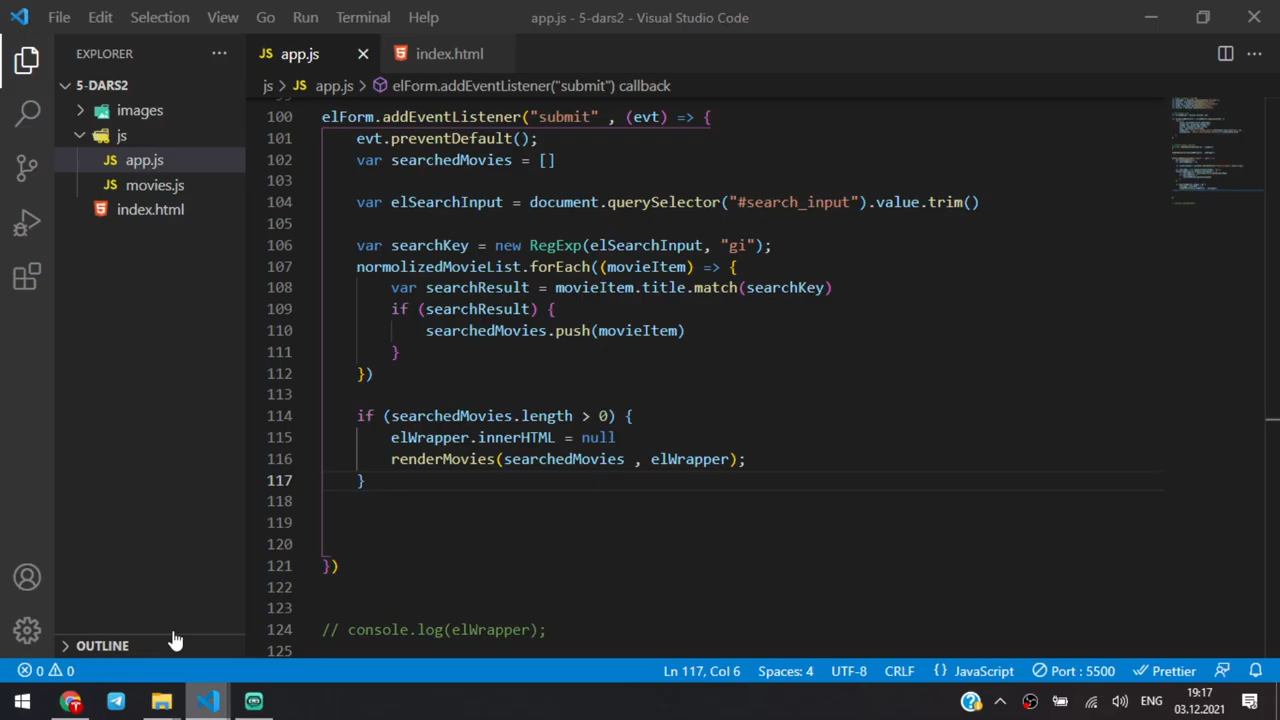 File Edit Selection View Go Run Terminal Help
app.js - 5-dars2 - Visual Studio Code
EXPLORER
JS app.js
index.html
5-DARS2
images
js
JS app.js
JS movies.js
index.html
OUTLINE
js > JS app.js > elForm.addEventListener("submit") callback
100 elForm.addEventListener("submit" , (evt) => {
101 evt.preventDefault();
102 var searchedMovies = []
103
104 var elSearchInput = document.querySelector("#search_input").value.trim()
105
106 var searchKey = new RegExp(elSearchInput, "gi");
107 normolizedMovieList.forEach((movieItem) => {
108 var searchResult = movieItem.title.match(searchKey)
109 if (searchResult) {
110 searchedMovies.push(movieItem)
111 }
112 })
113
114 if (searchedMovies.length > 0) {
115 elWrapper.innerHTML = null
116 renderMovies(searchedMovies , elWrapper);
117 }
118
119
120
121 })
122
123
124 // console.log(elWrapper);
125
0 0
Ln 117, Col 6 Spaces: 4 UTF-8 CRLF {} JavaScript Port : 5500 Prettier
ENG
19:17
03.12.2021